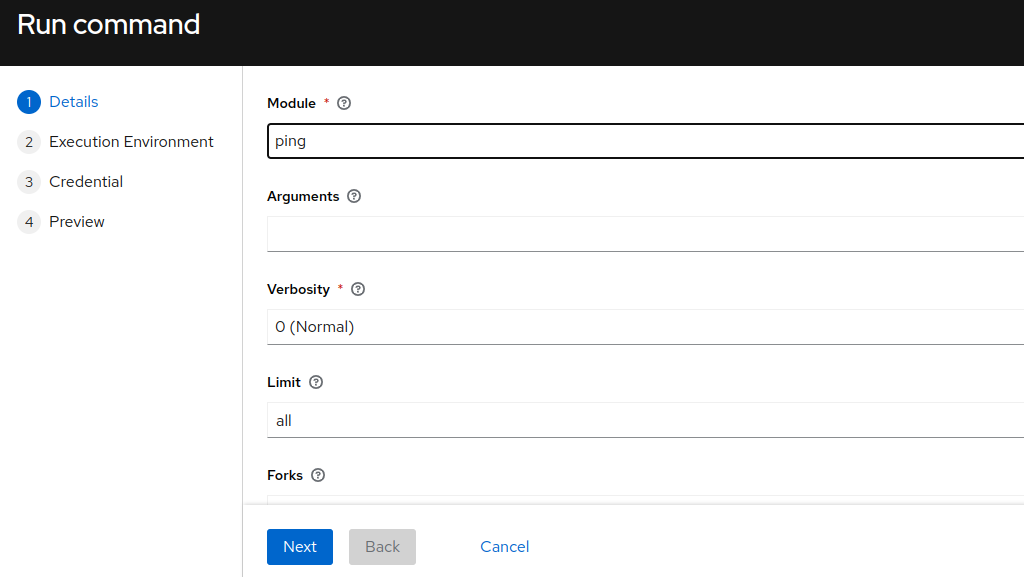 Run command
1 Details
2 Execution Environment
3 Credential
4 Preview
Module *
ping
Arguments
Verbosity *
0 (Normal)
Limit
all
Forks
Next Back Cancel